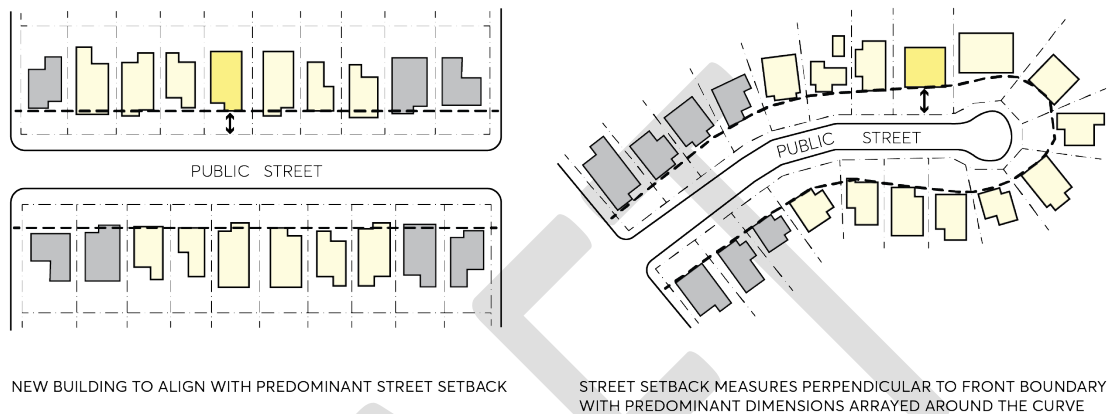 PUBLIC STREET
NEW BUILDING TO ALIGN WITH PREDOMINANT STREET SETBACK
PUBLIC STREET
STREET SETBACK MEASURES PERPENDICULAR TO FRONT BOUNDARY
WITH PREDOMINANT DIMENSIONS ARRAYED AROUND THE CURVE